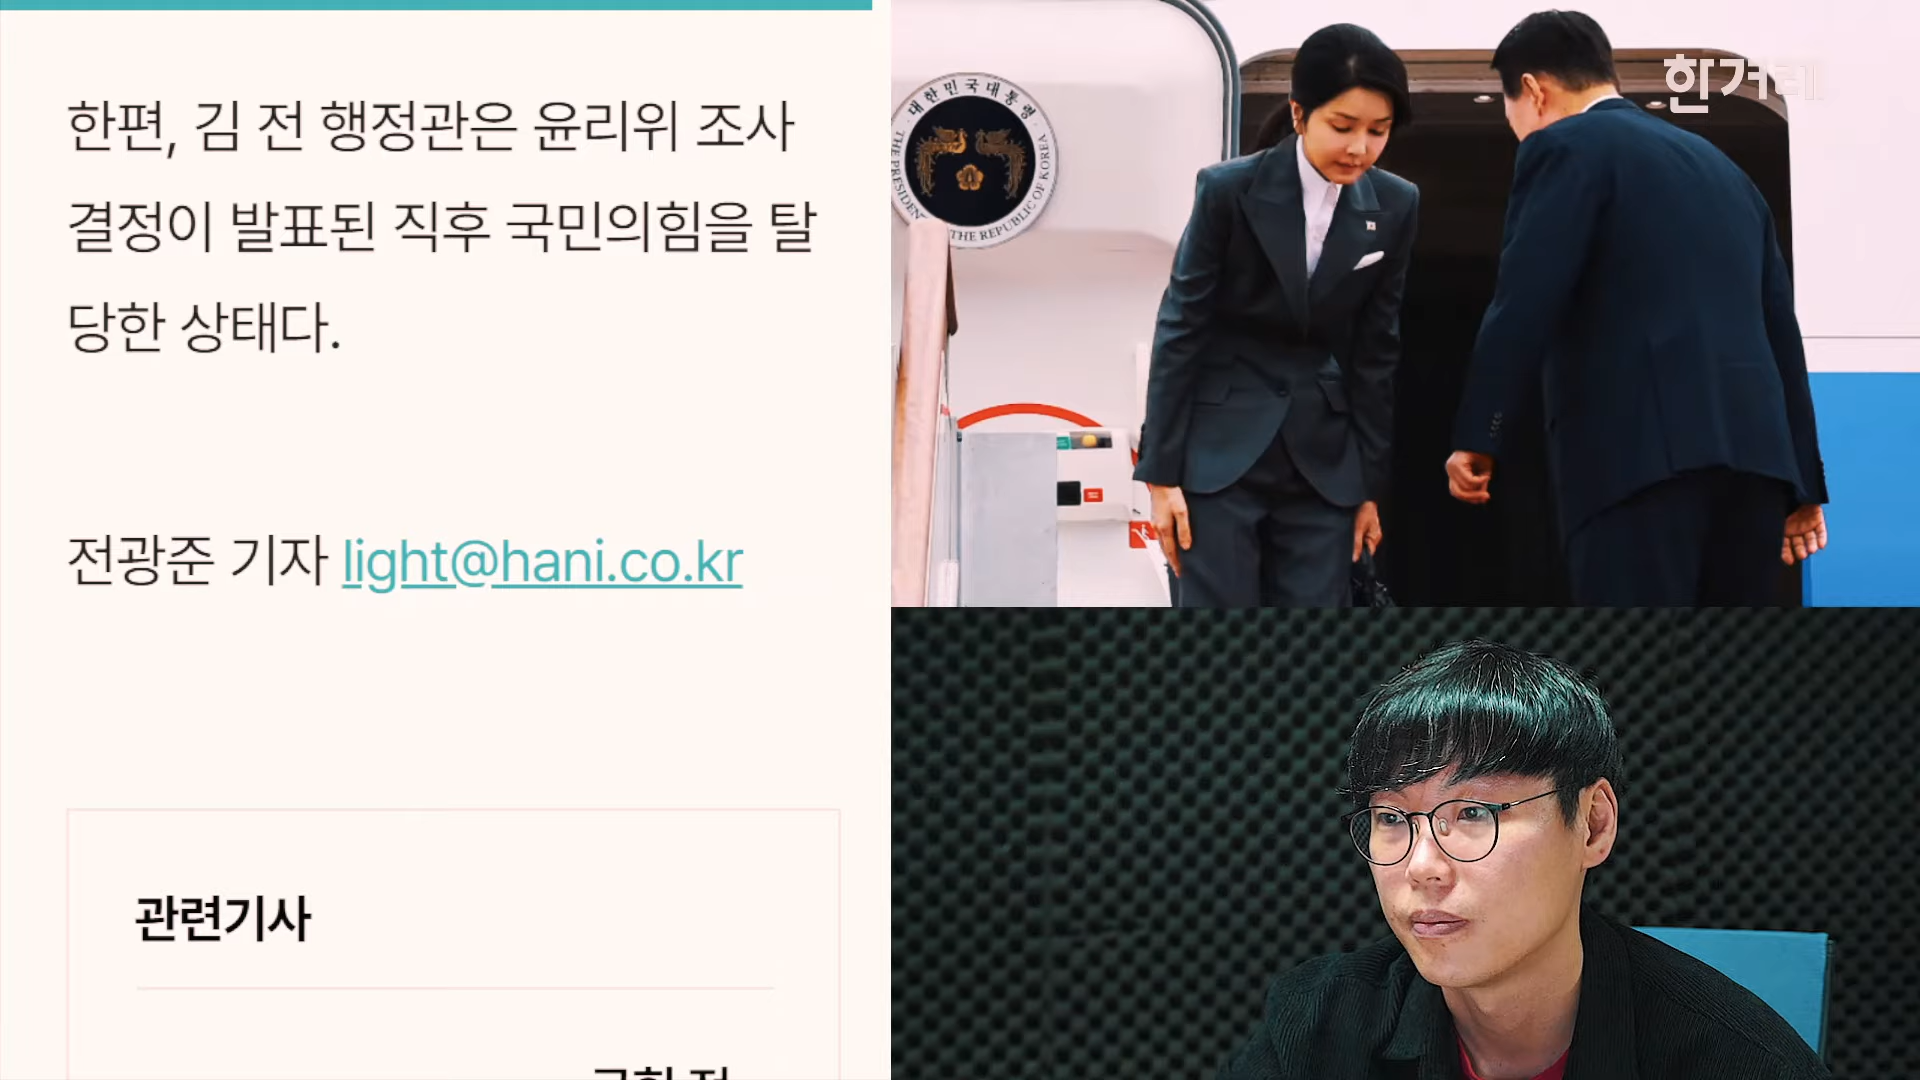 한편, 김 전 행정관은 윤리위 조사
결정이 발표된 직후 국민의힘을 탈
당한 상태다.
전광준 기자 light@hani.co.kr
관련기사
한겨레
대한민국대통령
THE PRESIDENT
THE REPUBLIC OF KOREA